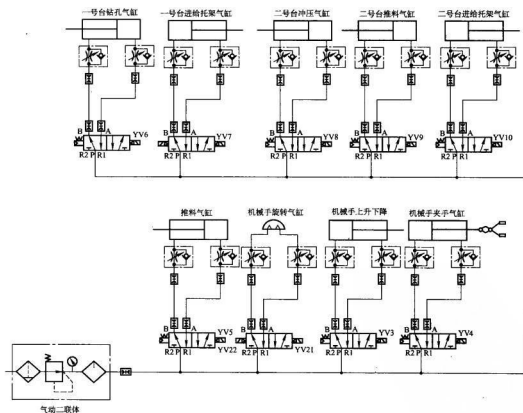 一号台钻孔气缸 一号台进给托架气缸 二号台冲压气缸 二号台推料气缸 二号台进给托架气缸
B A YV6 B A YV7 B A YV8 B A YV9 B A YV10
R2 P R1 R2 P R1 R2 P R1 R2 P R1 R2 P R1
推料气缸 机械手旋转气缸 机械手上升下降 机械手夹手气缸
B A YV5 B A B A YV3 B A YV4
R2 P R1 YV22 R2 P R1 YV21 R2 P R1 R2 P R1
气动二联体